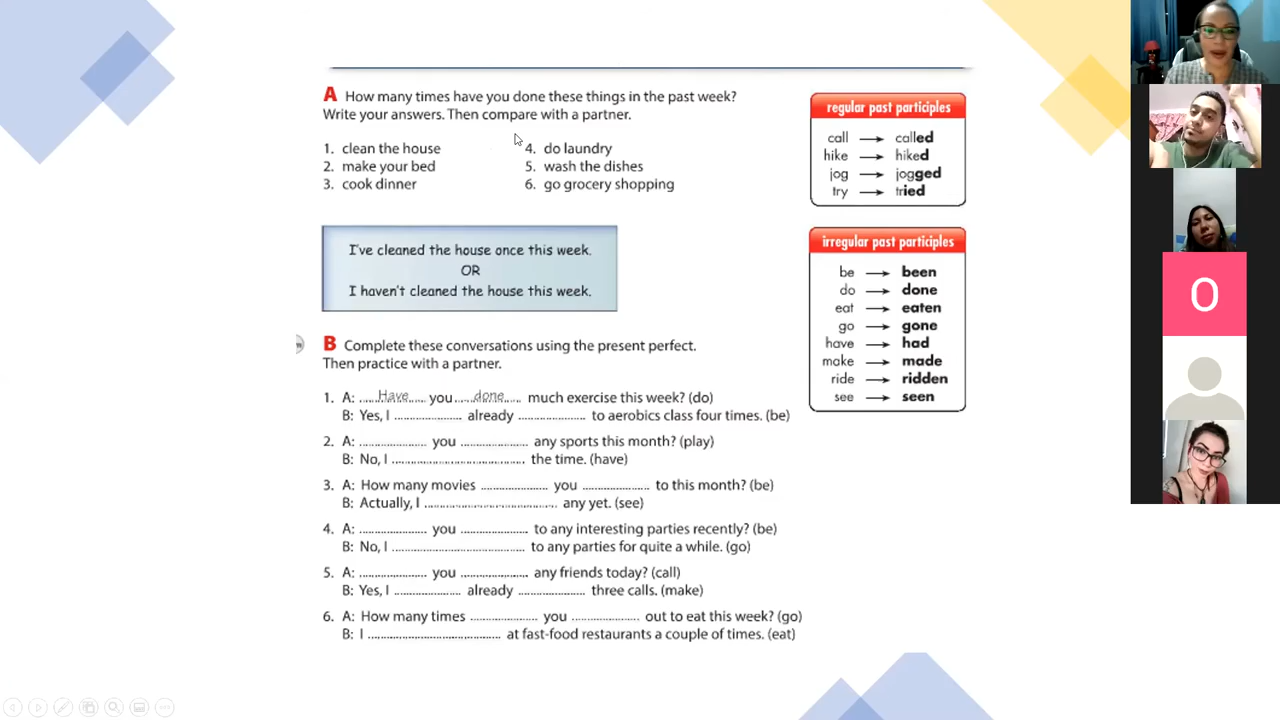 A How many times have you done these things in the past week?
Write your answers. Then compare with a partner.
1. clean the house
2. make your bed
3. cook dinner
4. do laundry
5. wash the dishes
6. go grocery shopping
I've cleaned the house once this week.
OR
I haven't cleaned the house this week.
regular past participles
call → called
hike → hiked
jog → jogged
try → tried
irregular past participles
be → been
do → done
eat → eaten
go → gone
have → had
make → made
ride → ridden
see → seen
B Complete these conversations using the present perfect.
Then practice with a partner.
1. A: ......Have...... you ......done...... much exercise this week? (do)
B: Yes, I .................... already .................... to aerobics class four times. (be)
2. A: .................... you .................... any sports this month? (play)
B: No, I ........................................ the time. (have)
3. A: How many movies .................... you .................... to this month? (be)
B: Actually, I ........................................ any yet. (see)
4. A: .................... you .................... to any interesting parties recently? (be)
B: No, I ........................................ to any parties for quite a while. (go)
5. A: .................... you .................... any friends today? (call)
B: Yes, I .................... already .................... three calls. (make)
6. A: How many times .................... you .................... out to eat this week? (go)
B: I ........................................ at fast-food restaurants a couple of times. (eat)
O